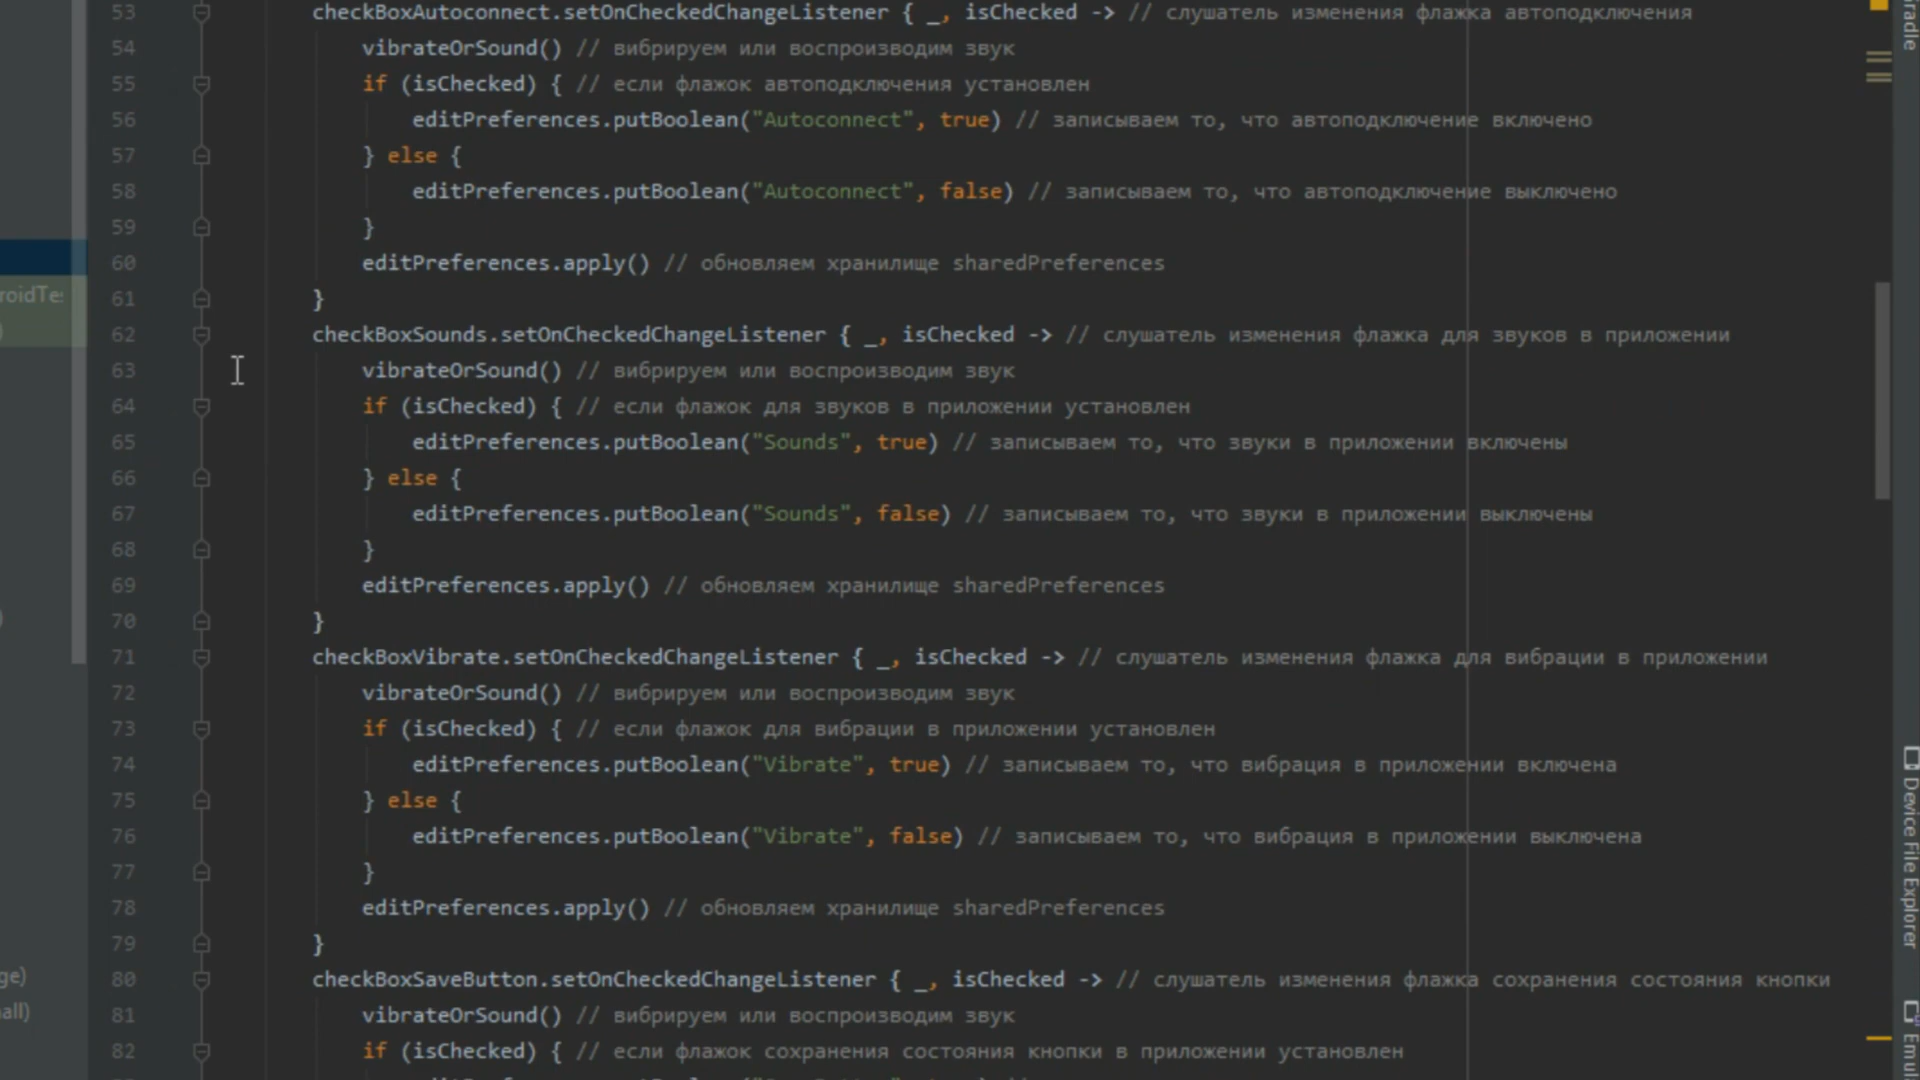 53 checkBoxAutoconnect.setOnCheckedChangeListener { _, isChecked -> // слушатель изменения флажка автоподключения
54 vibrateOrSound() // вибрируем или воспроизводим звук
55 if (isChecked) { // если флажок автоподключения установлен
56 editPreferences.putBoolean("Autoconnect", true) // записываем то, что автоподключение включено
57 } else {
58 editPreferences.putBoolean("Autoconnect", false) // записываем то, что автоподключение выключено
59 }
60 editPreferences.apply() // обновляем хранилище sharedPreferences
61 }
62 checkBoxSounds.setOnCheckedChangeListener { _, isChecked -> // слушатель изменения флажка для звуков в приложении
63 vibrateOrSound() // вибрируем или воспроизводим звук
64 if (isChecked) { // если флажок для звуков в приложении установлен
65 editPreferences.putBoolean("Sounds", true) // записываем то, что звуки в приложении включены
66 } else {
67 editPreferences.putBoolean("Sounds", false) // записываем то, что звуки в приложении выключены
68 }
69 editPreferences.apply() // обновляем хранилище sharedPreferences
70 }
71 checkBoxVibrate.setOnCheckedChangeListener { _, isChecked -> // слушатель изменения флажка для вибрации в приложении
72 vibrateOrSound() // вибрируем или воспроизводим звук
73 if (isChecked) { // если флажок для вибрации в приложении установлен
74 editPreferences.putBoolean("Vibrate", true) // записываем то, что вибрация в приложении включена
75 } else {
76 editPreferences.putBoolean("Vibrate", false) // записываем то, что вибрация в приложении выключена
77 }
78 editPreferences.apply() // обновляем хранилище sharedPreferences
79 }
80 checkBoxSaveButton.setOnCheckedChangeListener { _, isChecked -> // слушатель изменения флажка сохранения состояния кнопки
81 vibrateOrSound() // вибрируем или воспроизводим звук
82 if (isChecked) { // если флажок сохранения состояния кнопки в приложении установлен
roidTes
)
)
ge)
all)
radle
Device File Explorer
Emul